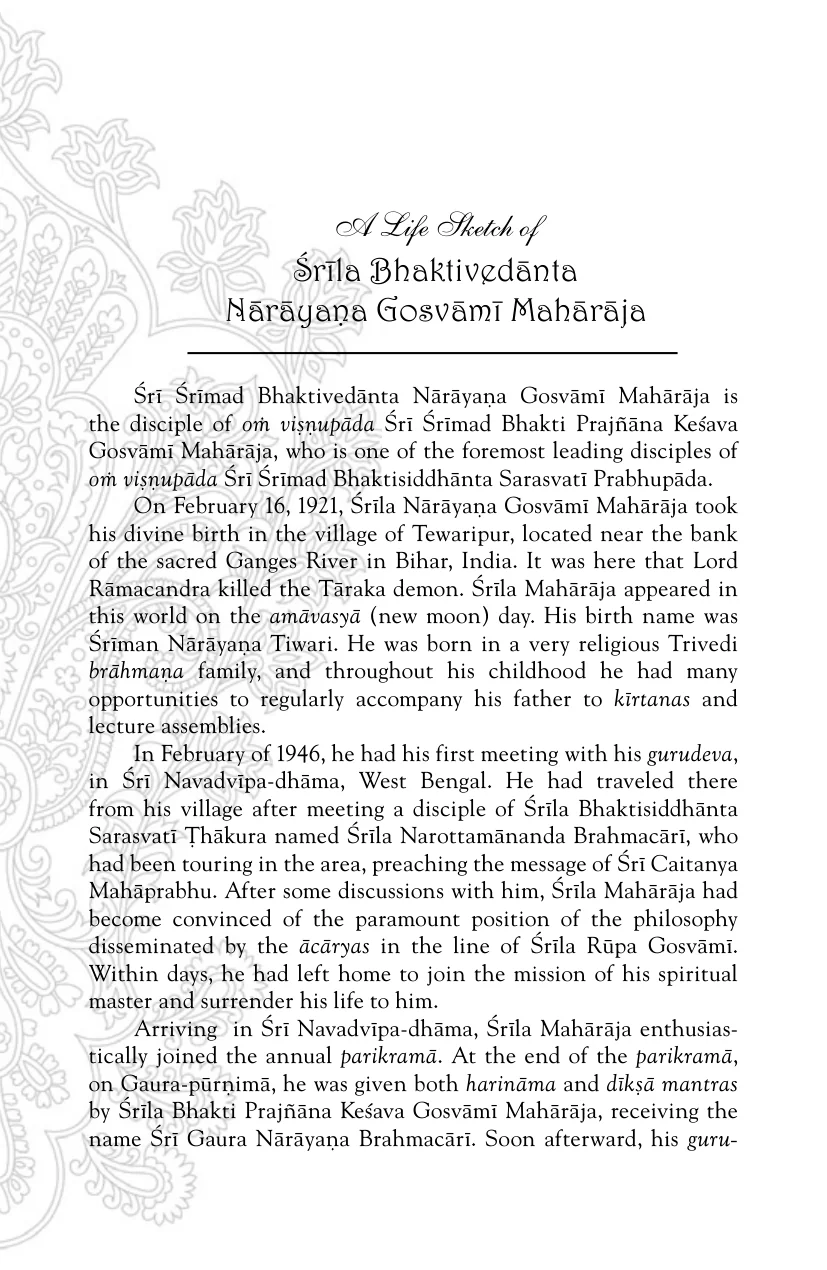 A Life Sketch of
Śrīla Bhaktivedānta
Nārāyaṇa Gosvāmī Mahārāja
Śrī Śrīmad Bhaktivedānta Nārāyaṇa Gosvāmī Mahārāja is
the disciple of oṁ viṣṇupāda Śrī Śrīmad Bhakti Prajñāna Keśava
Gosvāmī Mahārāja, who is one of the foremost leading disciples of
oṁ viṣṇupāda Śrī Śrīmad Bhaktisiddhānta Sarasvatī Prabhupāda.
On February 16, 1921, Śrīla Nārāyaṇa Gosvāmī Mahārāja took
his divine birth in the village of Tewaripur, located near the bank
of the sacred Ganges River in Bihar, India. It was here that Lord
Rāmacandra killed the Tāraka demon. Śrīla Mahārāja appeared in
this world on the amāvasyā (new moon) day. His birth name was
Śrīman Nārāyaṇa Tiwari. He was born in a very religious Trivedi
brāhmaṇa family, and throughout his childhood he had many
opportunities to regularly accompany his father to kīrtanas and
lecture assemblies.
In February of 1946, he had his first meeting with his gurudeva,
in Śrī Navadvīpa-dhāma, West Bengal. He had traveled there
from his village after meeting a disciple of Śrīla Bhaktisiddhānta
Sarasvatī Ṭhākura named Śrīla Narottamānanda Brahmacārī, who
had been touring in the area, preaching the message of Śrī Caitanya
Mahāprabhu. After some discussions with him, Śrīla Mahārāja had
become convinced of the paramount position of the philosophy
disseminated by the ācāryas in the line of Śrīla Rūpa Gosvāmī.
Within days, he had left home to join the mission of his spiritual
master and surrender his life to him.
Arriving in Śrī Navadvīpa-dhāma, Śrīla Mahārāja enthusias-
tically joined the annual parikramā. At the end of the parikramā,
on Gaura-pūrṇimā, he was given both harināma and dīkṣā mantras
by Śrīla Bhakti Prajñāna Keśava Gosvāmī Mahārāja, receiving the
name Śrī Gaura Nārāyaṇa Brahmacārī. Soon afterward, his guru-